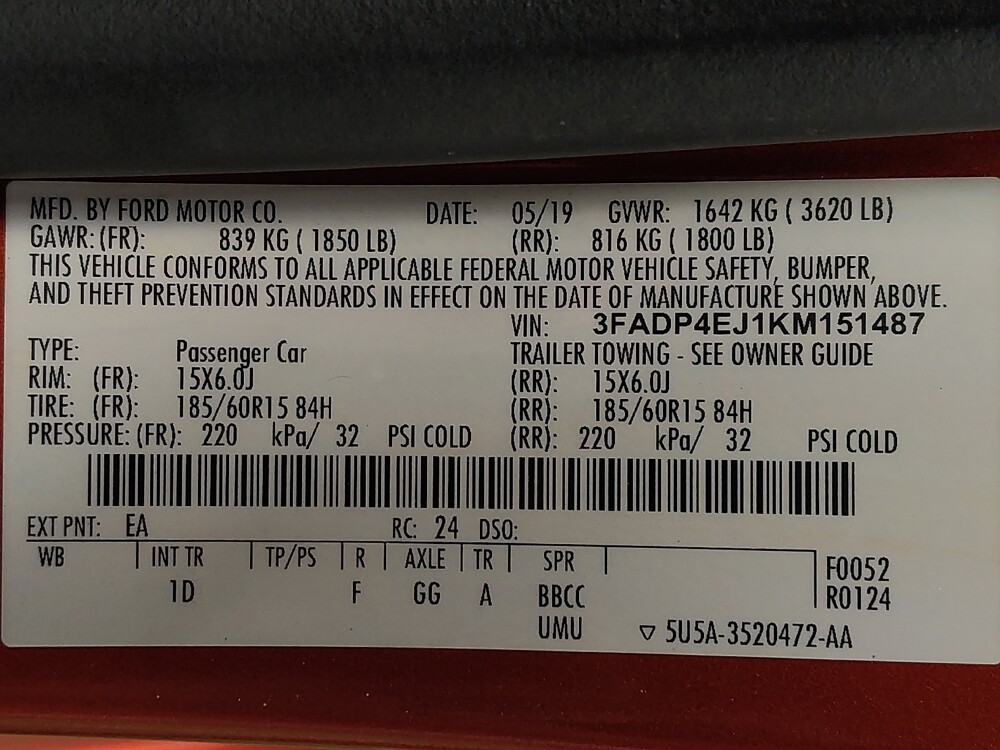 MFD. BY FORD MOTOR CO. DATE: 05/19 GVWR: 1642 KG ( 3620 LB)
GAWR: (FR): 839 KG ( 1850 LB) (RR): 816 KG ( 1800 LB)
THIS VEHICLE CONFORMS TO ALL APPLICABLE FEDERAL MOTOR VEHICLE SAFETY, BUMPER,
AND THEFT PREVENTION STANDARDS IN EFFECT ON THE DATE OF MANUFACTURE SHOWN ABOVE.
VIN: 3FADP4EJ1KM151487
TYPE: Passenger Car TRAILER TOWING - SEE OWNER GUIDE
RIM: (FR): 15X6.0J (RR): 15X6.0J
TIRE: (FR): 185/60R15 84H (RR): 185/60R15 84H
PRESSURE: (FR): 220 kPa/ 32 PSI COLD (RR): 220 kPa/ 32 PSI COLD
EXT PNT: EA RC: 24 DSO:
WB INT TR TP/PS R AXLE TR SPR F0052
1D F GG A BBCC R0124
UMU ▽ 5U5A-3520472-AA